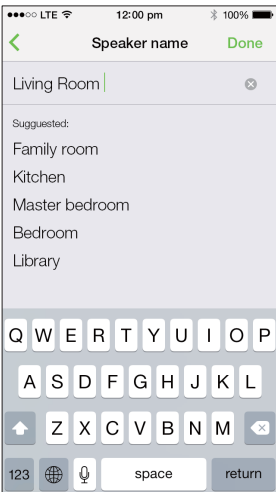 LTE 12:00 pm 100%
Speaker name Done
Living Room
Sugguested:
Family room
Kitchen
Master bedroom
Bedroom
Library
Q W E R T Y U I O P
A S D F G H J K L
Z X C V B N M
123 space return